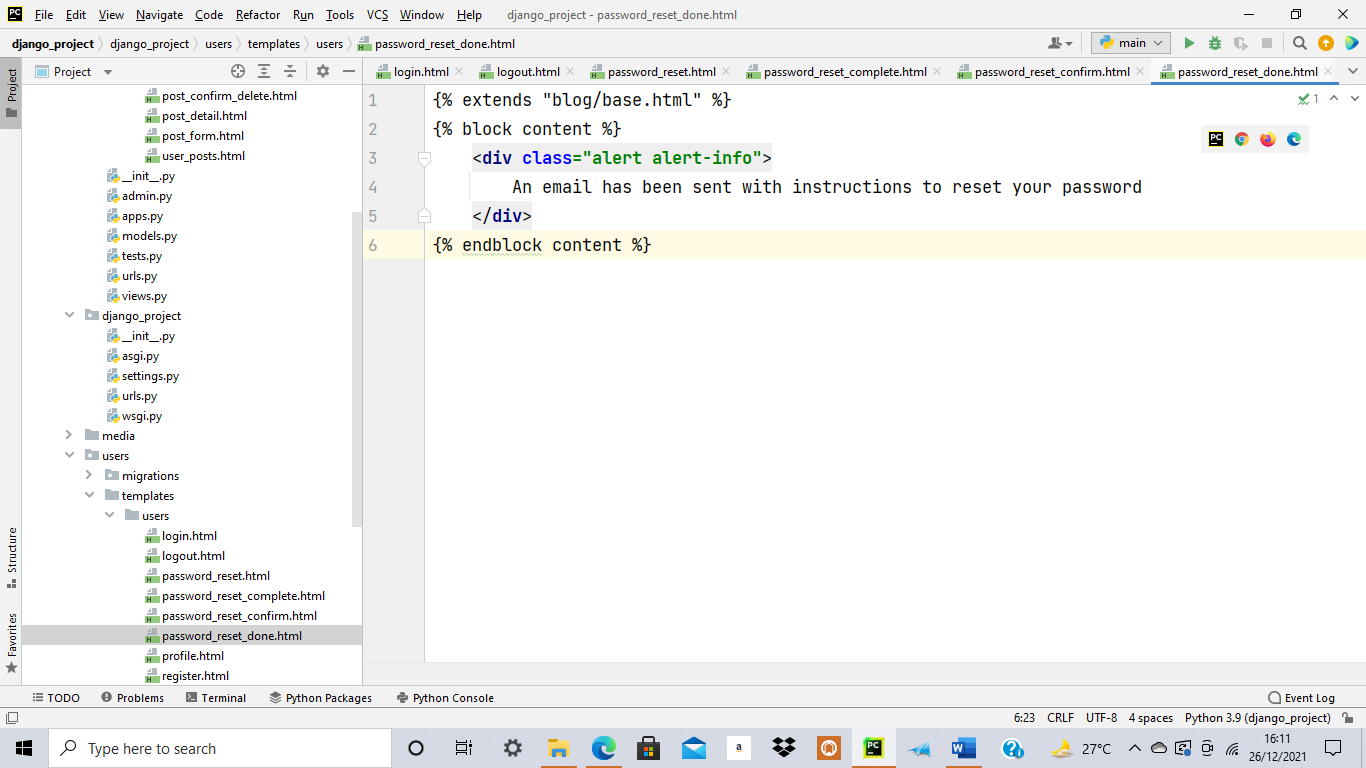 File Edit View Navigate Code Refactor Run Tools VCS Window Help django_project - password_reset_done.html
django_project django_project users templates users password_reset_done.html main
Project login.html logout.html password_reset.html password_reset_complete.html password_reset_confirm.html password_reset_done.html
Project
Structure
Favorites
post_confirm_delete.html
post_detail.html
post_form.html
user_posts.html
__init__.py
admin.py
apps.py
models.py
tests.py
urls.py
views.py
django_project
__init__.py
asgi.py
settings.py
urls.py
wsgi.py
media
users
migrations
templates
users
login.html
logout.html
password_reset.html
password_reset_complete.html
password_reset_confirm.html
password_reset_done.html
profile.html
register.html
1 {% extends "blog/base.html" %}
2 {% block content %}
3 <div class="alert alert-info">
4 An email has been sent with instructions to reset your password
5 </div>
6 {% endblock content %}
1
TODO Problems Terminal Python Packages Python Console Event Log
6:23 CRLF UTF-8 4 spaces Python 3.9 (django_project)
Type here to search 27°C 16:11
26/12/2021